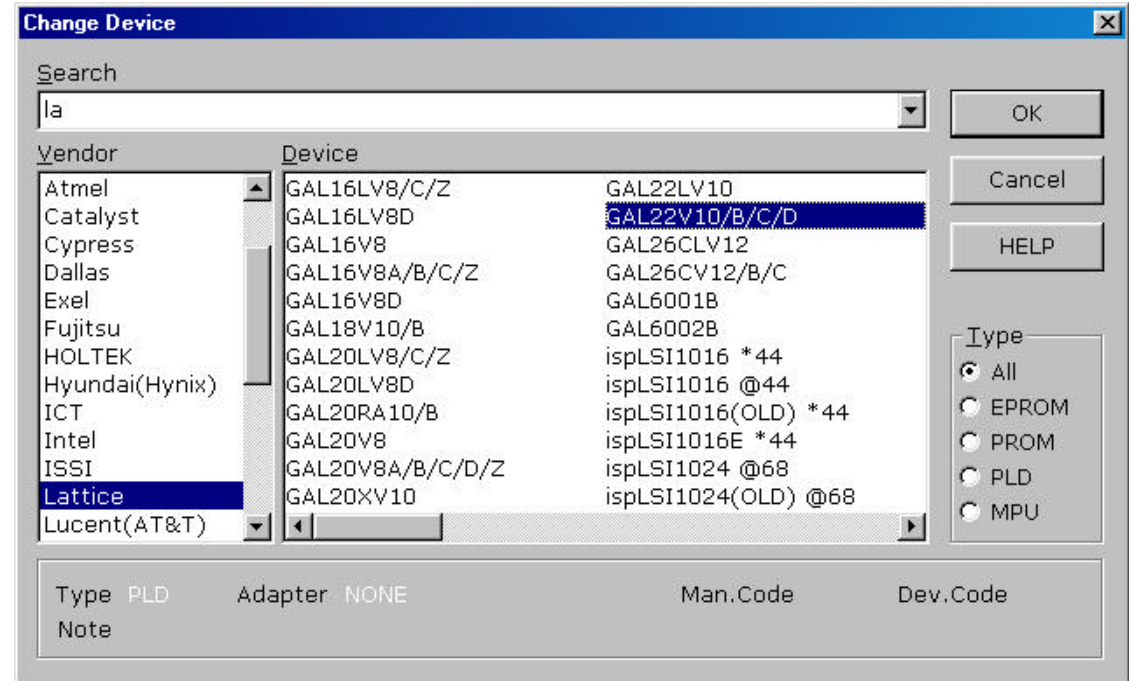 Change Device
Search
la
OK
Vendor
Device
Cancel
HELP
Atmel
Catalyst
Cypress
Dallas
Exel
Fujitsu
HOLTEK
Hyundai(Hynix)
ICT
Intel
ISSI
Lattice
Lucent(AT&T)
GAL16LV8/C/Z
GAL16LV8D
GAL16V8
GAL16V8A/B/C/Z
GAL16V8D
GAL18V10/B
GAL20LV8/C/Z
GAL20LV8D
GAL20RA10/B
GAL20V8
GAL20V8A/B/C/D/Z
GAL20XV10
GAL22LV10
GAL22V10/B/C/D
GAL26CLV12
GAL26CV12/B/C
GAL6001B
GAL6002B
ispLSI1016 *44
ispLSI1016 @44
ispLSI1016(OLD) *44
ispLSI1016E *44
ispLSI1024 @68
ispLSI1024(OLD) @68
Type
All
EPROM
PROM
PLD
MPU
Type PLD Adapter NONE Man.Code Dev.Code
Note